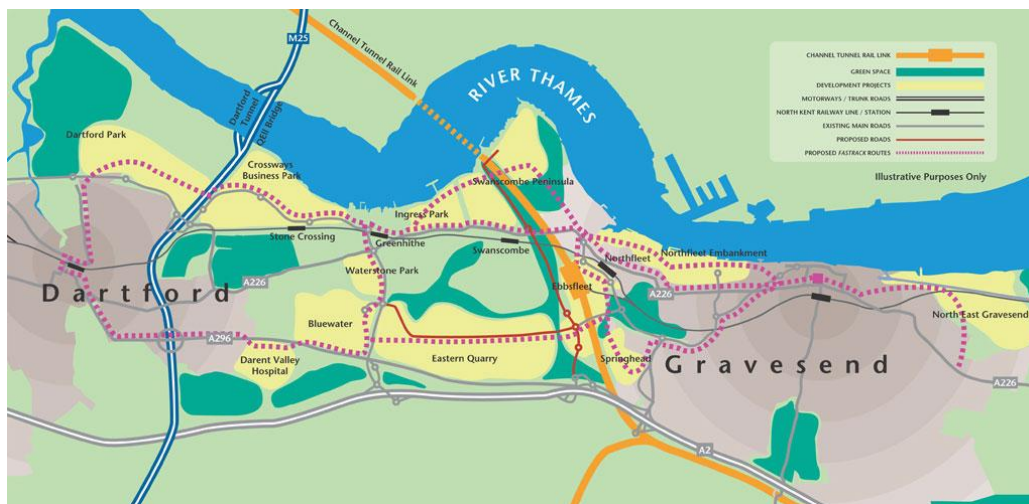 M25
Channel Tunnel Rail Link
RIVER THAMES
CHANNEL TUNNEL RAIL LINK
GREEN SPACE
DEVELOPMENT PROJECTS
MOTORWAYS / TRUNK ROADS
NORTH KENT RAILWAY LINE / STATION
EXISTING MAIN ROADS
PROPOSED ROADS
PROPOSED FASTRACK ROUTES
Illustrative Purposes Only
Dartford Park
Dartford
Tunnel
QEII Bridge
Crossways
Business Park
Swanscombe Peninsula
Ingress Park
Stone Crossing
Greenhithe
Swanscombe
Northfleet
Northfleet Embankment
Waterstone Park
A226
Ebbsfleet
A226
Dartford
Bluewater
A296
Darent Valley
Hospital
Eastern Quarry
Springhead
Gravesend
North East Gravesend
A226
A2